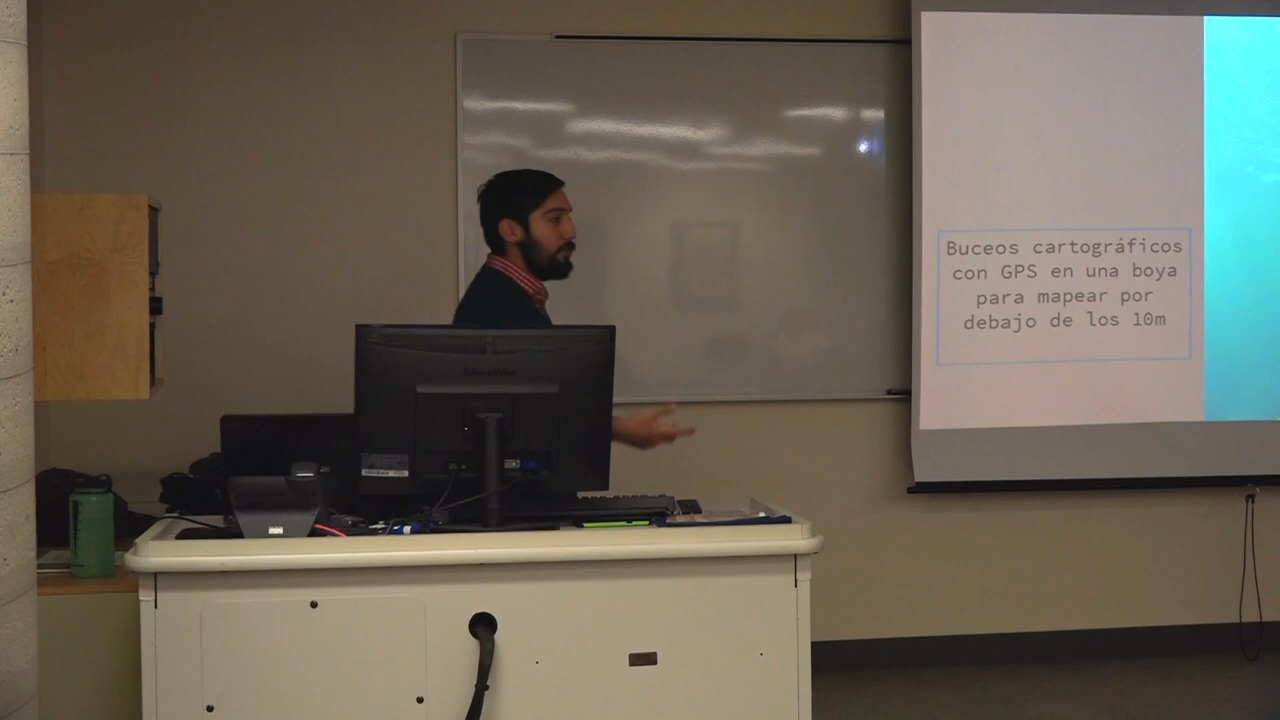 Buceos cartográficos
con GPS en una boya
para mapear por
debajo de los 10m